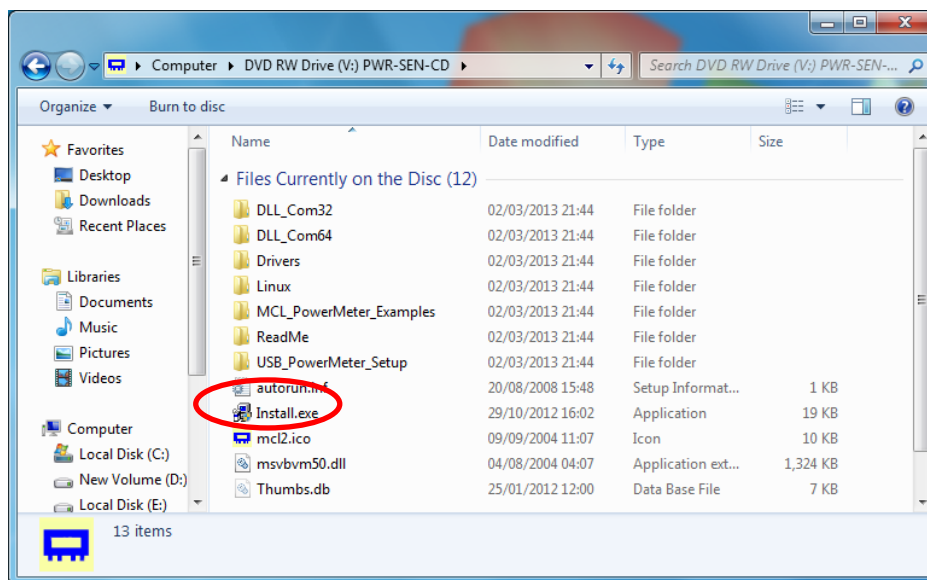 Computer ▸ DVD RW Drive (V:) PWR-SEN-CD ▸ Search DVD RW Drive (V:) PWR-SEN-...
Organize Burn to disc
Name Date modified Type Size
Favorites
Desktop
Downloads
Recent Places
Libraries
Documents
Music
Pictures
Videos
Computer
Local Disk (C:)
New Volume (D:)
Local Disk (E:)
Files Currently on the Disc (12)
DLL_Com32 02/03/2013 21:44 File folder
DLL_Com64 02/03/2013 21:44 File folder
Drivers 02/03/2013 21:44 File folder
Linux 02/03/2013 21:44 File folder
MCL_PowerMeter_Examples 02/03/2013 21:44 File folder
ReadMe 02/03/2013 21:44 File folder
USB_PowerMeter_Setup 02/03/2013 21:44 File folder
autorun.inf 20/08/2008 15:48 Setup Informat... 1 KB
Install.exe 29/10/2012 16:02 Application 19 KB
mcl2.ico 09/09/2004 11:07 Icon 10 KB
msvbvm50.dll 04/08/2004 04:07 Application ext... 1,324 KB
Thumbs.db 25/01/2012 12:00 Data Base File 7 KB
13 items